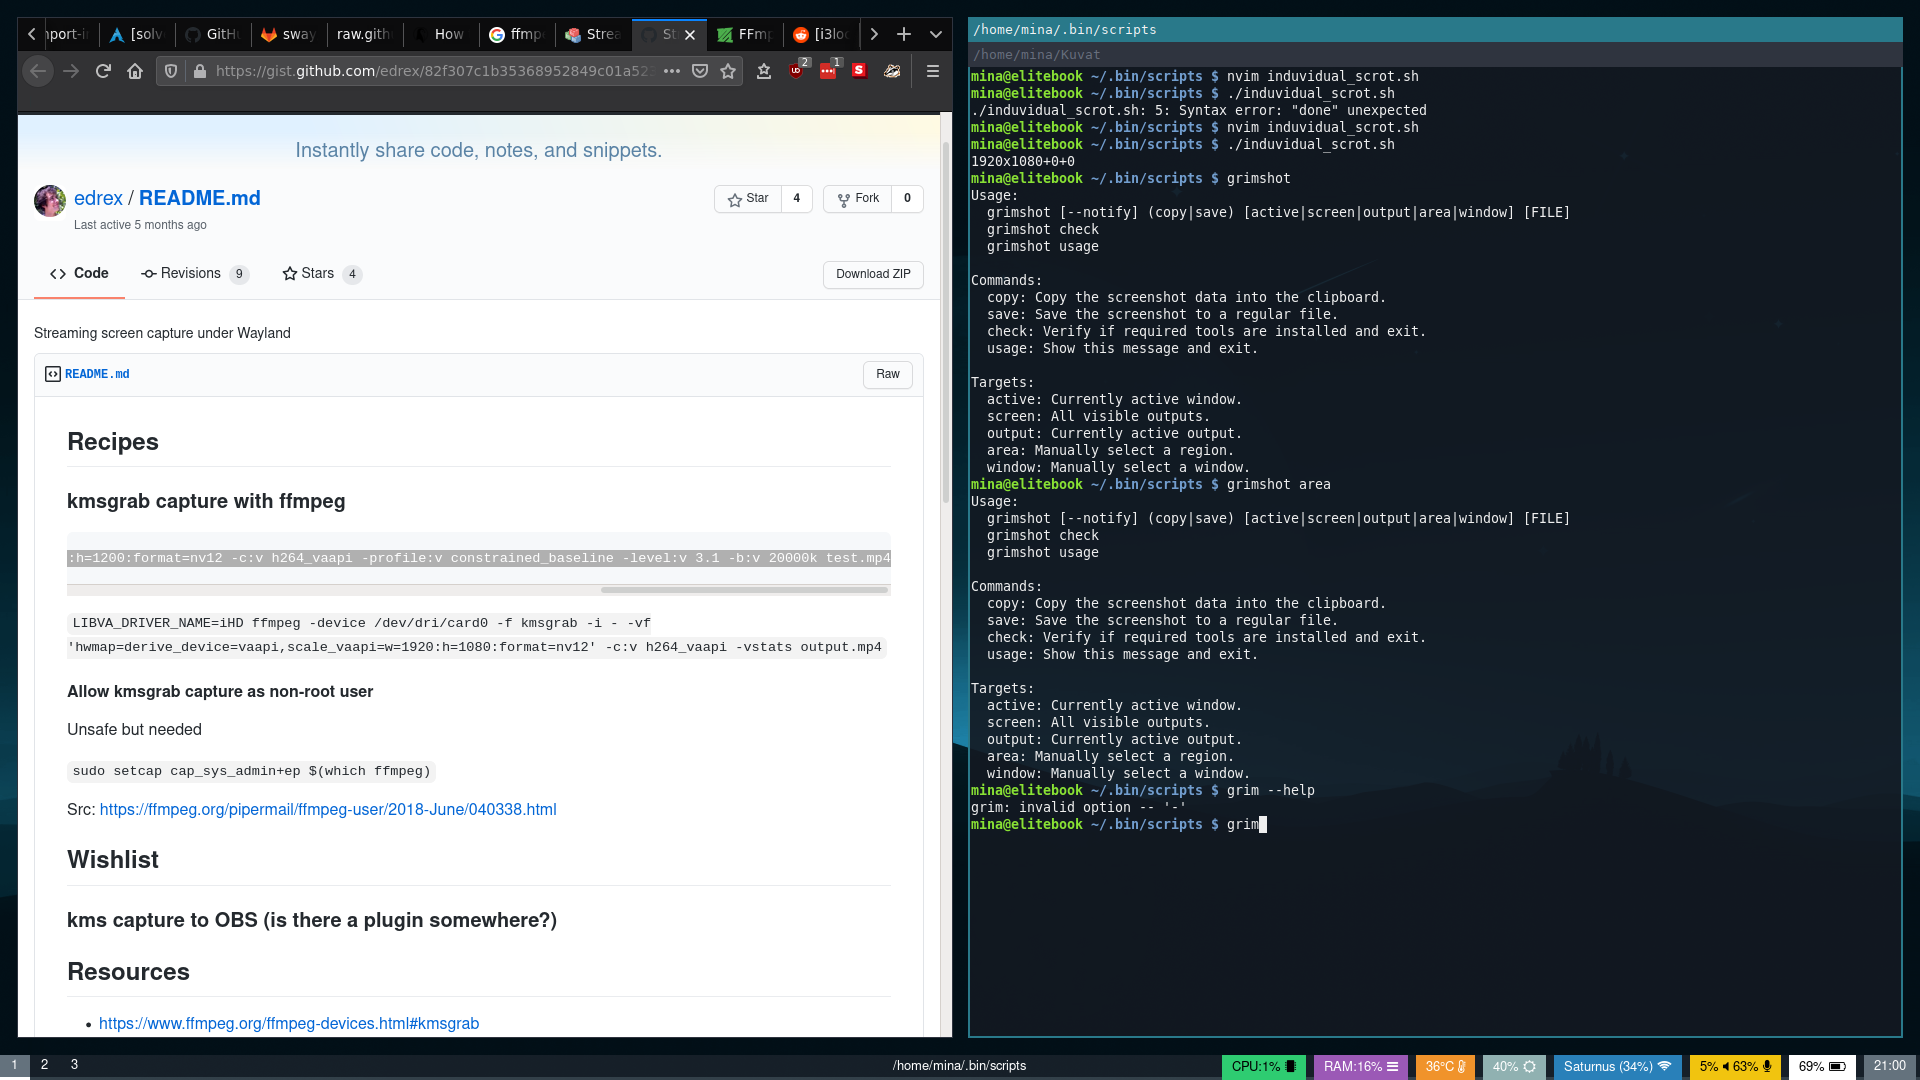 [solv
GitH
sway
raw.gith
How
ffmp
Strea
St
FFmp
[i3loc
https://gist.github.com/edrex/82f307c1b35368952849c01a523
2
1
Instantly share code, notes, and snippets.
edrex / README.md
Last active 5 months ago
Star 4 Fork 0
Code Revisions 9 Stars 4 Download ZIP
Streaming screen capture under Wayland
README.md Raw
Recipes
kmsgrab capture with ffmpeg
:h=1200:format=nv12 -c:v h264_vaapi -profile:v constrained_baseline -level:v 3.1 -b:v 20000k test.mp4
LIBVA_DRIVER_NAME=iHD ffmpeg -device /dev/dri/card0 -f kmsgrab -i - -vf
'hwmap=derive_device=vaapi,scale_vaapi=w=1920:h=1080:format=nv12' -c:v h264_vaapi -vstats output.mp4
Allow kmsgrab capture as non-root user
Unsafe but needed
sudo setcap cap_sys_admin+ep $(which ffmpeg)
Src: https://ffmpeg.org/pipermail/ffmpeg-user/2018-June/040338.html
Wishlist
kms capture to OBS (is there a plugin somewhere?)
Resources
• https://www.ffmpeg.org/ffmpeg-devices.html#kmsgrab
/home/mina/.bin/scripts
/home/mina/Kuvat
mina@elitebook ~/.bin/scripts $ nvim induvidual_scrot.sh
mina@elitebook ~/.bin/scripts $ ./induvidual_scrot.sh
./induvidual_scrot.sh: 5: Syntax error: "done" unexpected
mina@elitebook ~/.bin/scripts $ nvim induvidual_scrot.sh
mina@elitebook ~/.bin/scripts $ ./induvidual_scrot.sh
1920x1080+0+0
mina@elitebook ~/.bin/scripts $ grimshot
Usage:
  grimshot [--notify] (copy|save) [active|screen|output|area|window] [FILE]
  grimshot check
  grimshot usage
Commands:
  copy: Copy the screenshot data into the clipboard.
  save: Save the screenshot to a regular file.
  check: Verify if required tools are installed and exit.
  usage: Show this message and exit.
Targets:
  active: Currently active window.
  screen: All visible outputs.
  output: Currently active output.
  area: Manually select a region.
  window: Manually select a window.
mina@elitebook ~/.bin/scripts $ grimshot area
Usage:
  grimshot [--notify] (copy|save) [active|screen|output|area|window] [FILE]
  grimshot check
  grimshot usage
Commands:
  copy: Copy the screenshot data into the clipboard.
  save: Save the screenshot to a regular file.
  check: Verify if required tools are installed and exit.
  usage: Show this message and exit.
Targets:
  active: Currently active window.
  screen: All visible outputs.
  output: Currently active output.
  area: Manually select a region.
  window: Manually select a window.
mina@elitebook ~/.bin/scripts $ grim --help
grim: invalid option -- '-'
mina@elitebook ~/.bin/scripts $ grim
1 2 3 /home/mina/.bin/scripts CPU:1% RAM:16% 36°C 40% Saturnus (34%) 5% 63% 69% 21:00